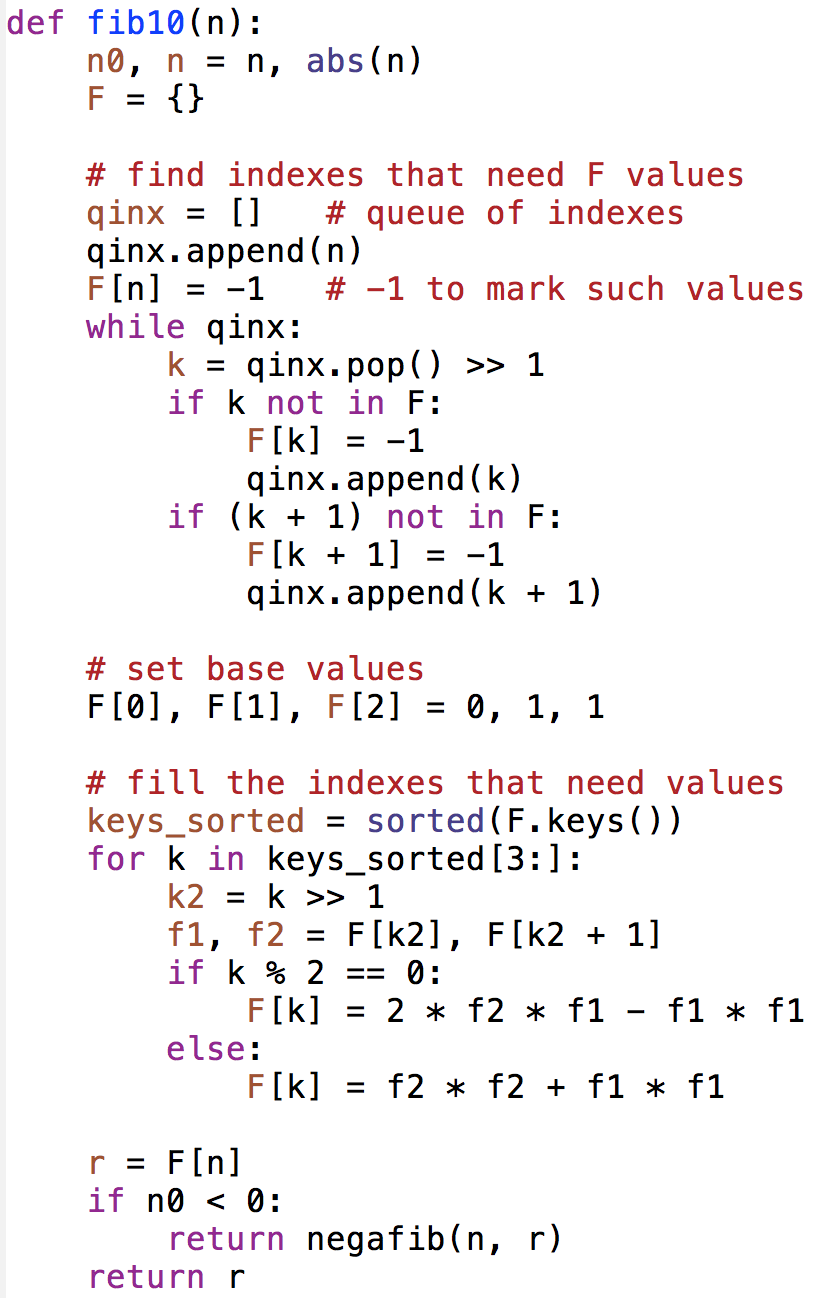 def fib10(n):
    n0, n = n, abs(n)
    F = {}

    # find indexes that need F values
    qinx = []   # queue of indexes
    qinx.append(n)
    F[n] = -1   # -1 to mark such values
    while qinx:
        k = qinx.pop() >> 1
        if k not in F:
            F[k] = -1
            qinx.append(k)
        if (k + 1) not in F:
            F[k + 1] = -1
            qinx.append(k + 1)

    # set base values
    F[0], F[1], F[2] = 0, 1, 1

    # fill the indexes that need values
    keys_sorted = sorted(F.keys())
    for k in keys_sorted[3:]:
        k2 = k >> 1
        f1, f2 = F[k2], F[k2 + 1]
        if k % 2 == 0:
            F[k] = 2 * f2 * f1 - f1 * f1
        else:
            F[k] = f2 * f2 + f1 * f1

    r = F[n]
    if n0 < 0:
        return negafib(n, r)
    return r